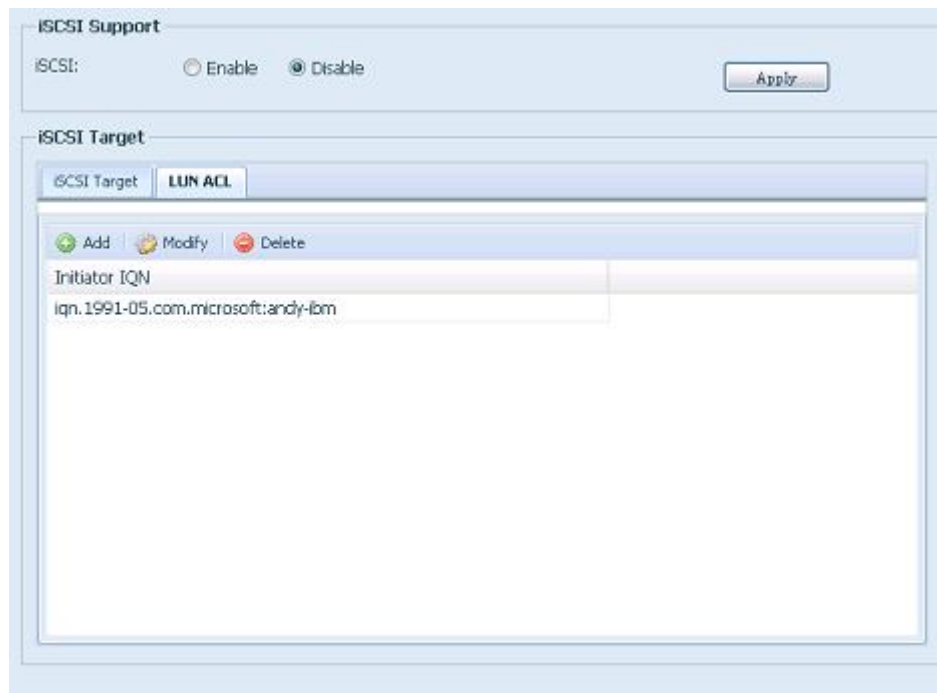 iSCSI Support
iSCSI: Enable Disable Apply
iSCSI Target
iSCSI Target LUN ACL
Add Modify Delete
Initiator IQN
iqn.1991-05.com.microsoft:andy-ibm